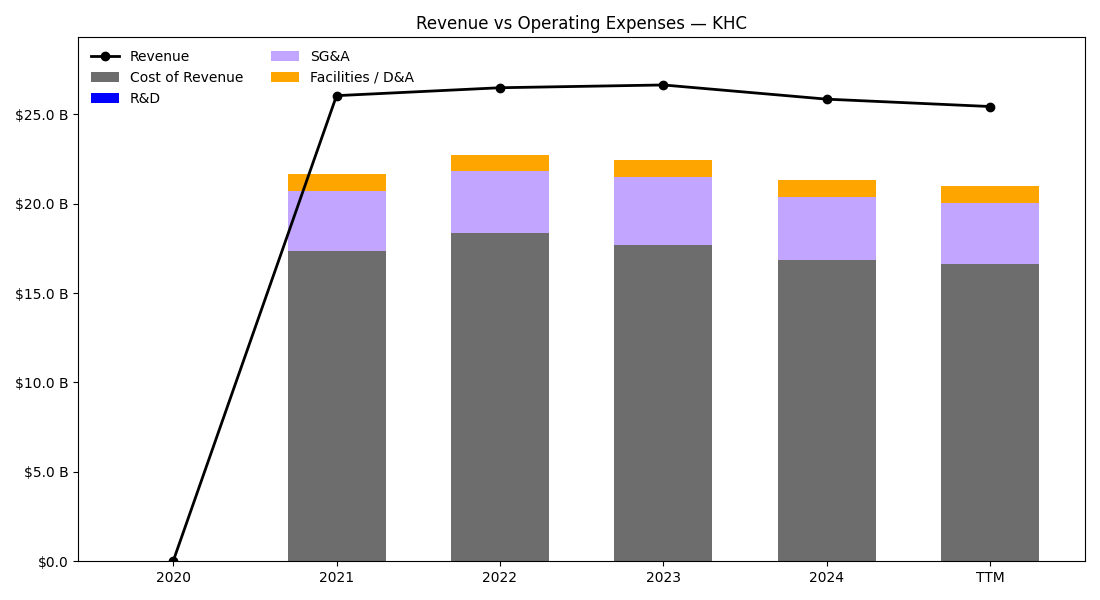 Revenue vs Operating Expenses — KHC
Revenue
Cost of Revenue
R&D
SG&A
Facilities / D&A
$25.0 B
$20.0 B
$15.0 B
$10.0 B
$5.0 B
$0.0
2020 2021 2022 2023 2024 TTM